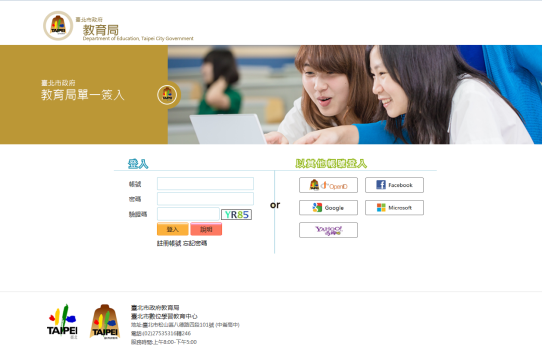 臺北市政府
教育局
Department of Education, Taipei City Government
臺北市政府
教育局單一簽入
TAIPEI
登入
帳號
密碼
驗證碼
YR85
登入
註冊帳號 忘記密碼
or
以其他帳號登入
OpenID
Facebook
Google
Microsoft
YAHOO!
奇摩
TAIPEI
臺北
TAIPEI
臺北市政府教育局
臺北市數位學習教育中心
地址:臺北市松山區八德路四段101號 (中崙高中)
電話:(02)27535316轉246
服務時間:上午8:00-下午5:00